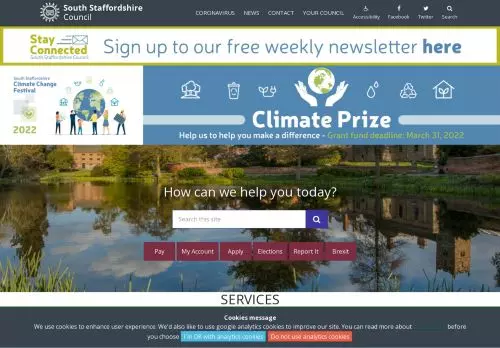 South Staffordshire
Council
CORONAVIRUS NEWS CONTACT YOUR COUNCIL Accessibility Facebook Twitter Search
Stay
Connected
South Staffordshire Council
Sign up to our free weekly newsletter here
South Staffordshire
Climate Change
Festival
2022
Climate Prize
Help us to help you make a difference - Grant fund deadline: March 31, 2022
How can we help you today?
Search this site
Pay My Account Apply Elections Report It Brexit
SERVICES
Cookies message
We use cookies to enhance user experience. We'd also like to use google analytics cookies to improve our site. You can read more about before
you choose I'm OK with analytics cookies Do not use analytics cookies